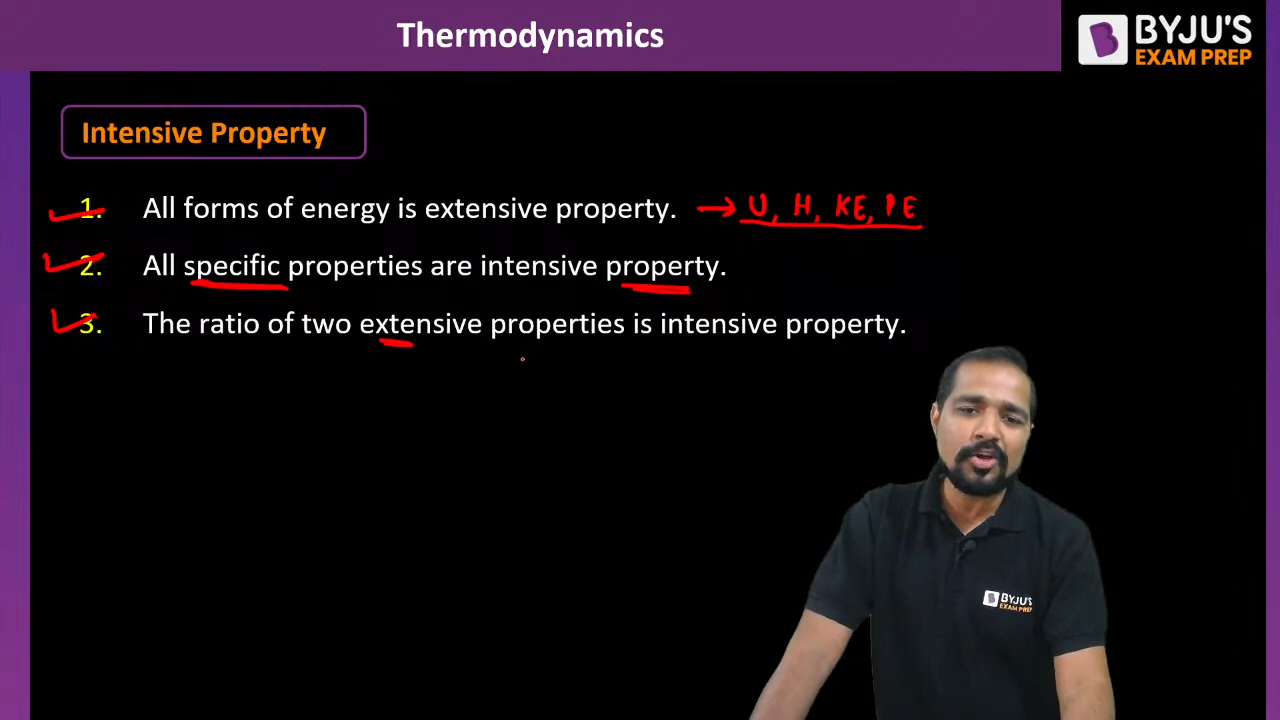 Thermodynamics
BYJU'S
EXAM PREP
Intensive Property
1. All forms of energy is extensive property. → U, H, KE, PE
2. All specific properties are intensive property.
3. The ratio of two extensive properties is intensive property.
BYJU'S
EXAM PREP